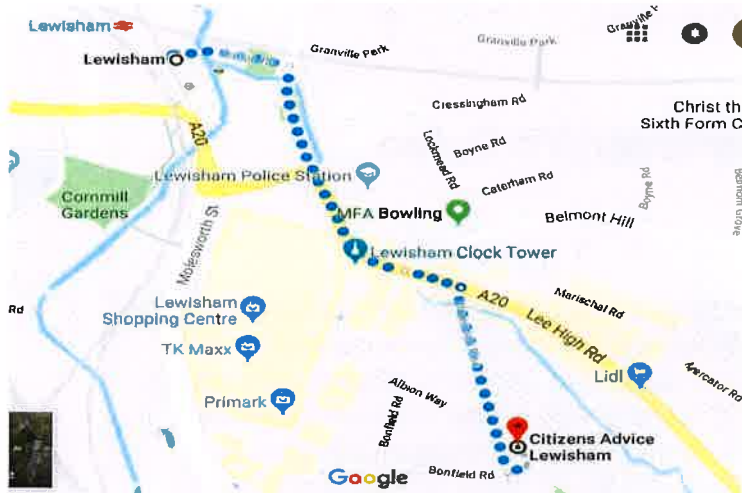 Lewisham
Lewisham
Granville Park
Granville Park
Cressingham Rd
Christ th
Sixth Form C
A20
Lockmead Rd
Boyne Rd
Boyne Rd
Caterham Rd
Lewisham Police Station
Cornmill
Gardens
MFA Bowling
Belmont Hill
Molesworth St
Lewisham Clock Tower
Rd
Lewisham
Shopping Centre
A20
Lee High Rd
Marischal Rd
TK Maxx
Lidl
Mercator Rd
Primark
Albion Way
Bonfield Rd
Citizens Advice
Lewisham
Bonfield Rd
Google